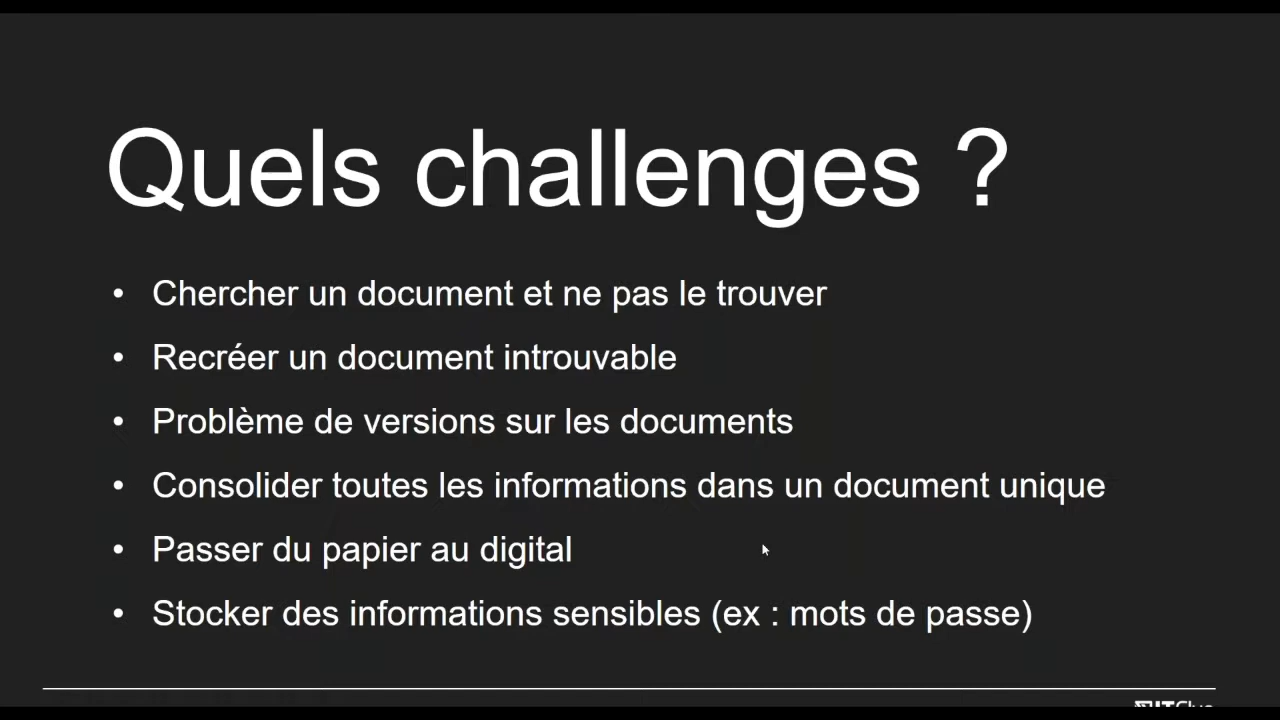 Quels challenges ?
• Chercher un document et ne pas le trouver
• Recréer un document introuvable
• Problème de versions sur les documents
• Consolider toutes les informations dans un document unique
• Passer du papier au digital
• Stocker des informations sensibles (ex : mots de passe)